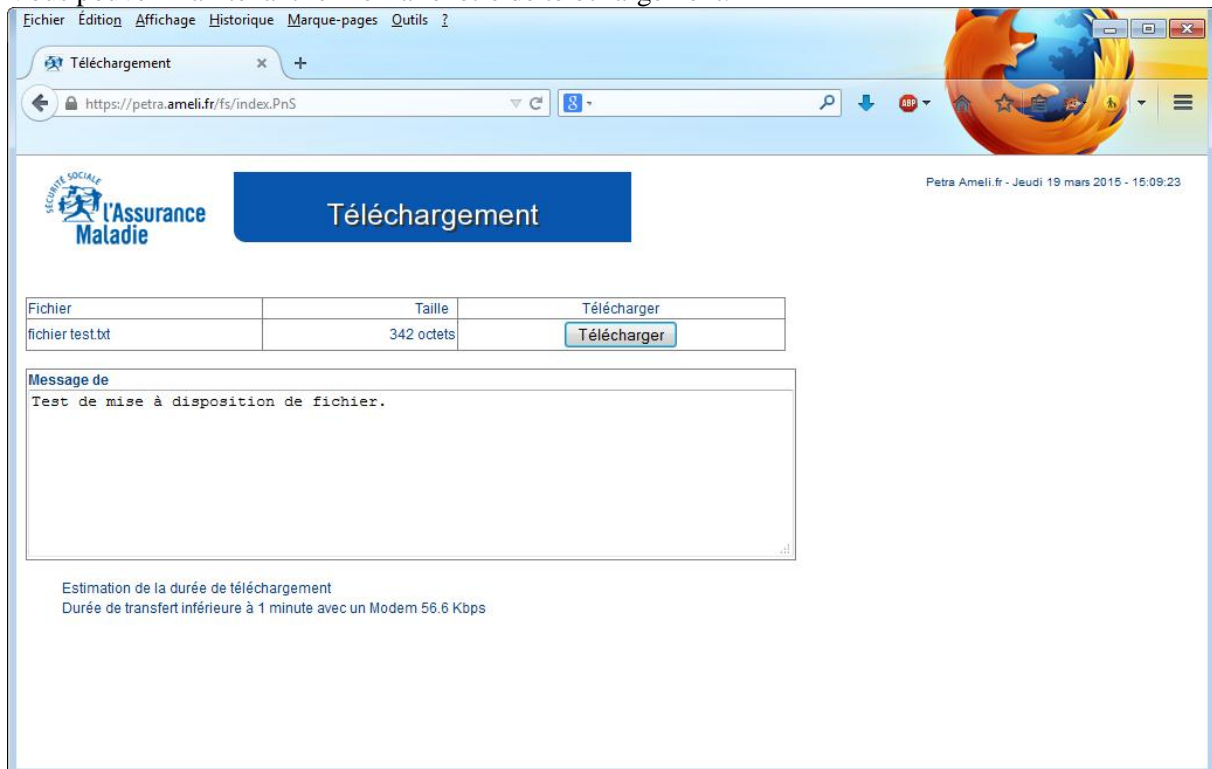 Fichier Édition Affichage Historique Marque-pages Outils ?
Téléchargement × +
https://petra.ameli.fr/fs/index.PnS
8
ABP
SÉCURITÉ SOCIALE
l'Assurance
Maladie
Téléchargement
Petra Ameli.fr - Jeudi 19 mars 2015 - 15:09:23
Fichier Taille Télécharger
fichier test.txt 342 octets Télécharger
Message de
Test de mise à disposition de fichier.
Estimation de la durée de téléchargement
Durée de transfert inférieure à 1 minute avec un Modem 56.6 Kbps